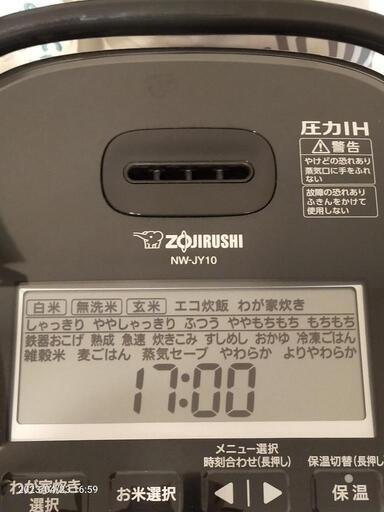 圧力IH
警告
やけどの恐れあり
蒸気口に手をふれ
ない
故障の恐れあり
ふきんをかけて
使用しない
ZOJIRUSHI
NW-JY10
白米 無洗米 玄米 エコ炊飯 わが家炊き
しゃっきり ややしゃっきり ふつう ややもちもち もちもち
鉄器おこげ 熟成 急速 炊きこみ すしめし おかゆ 冷凍ごはん
雑穀米 麦ごはん 蒸気セーブ やわらか よりやわらか
17:00
メニュー選択
時刻合わせ(長押し)
保温切替(長押し)
わが家炊き
選択
お米選択
保温
2023/04/23 16:59